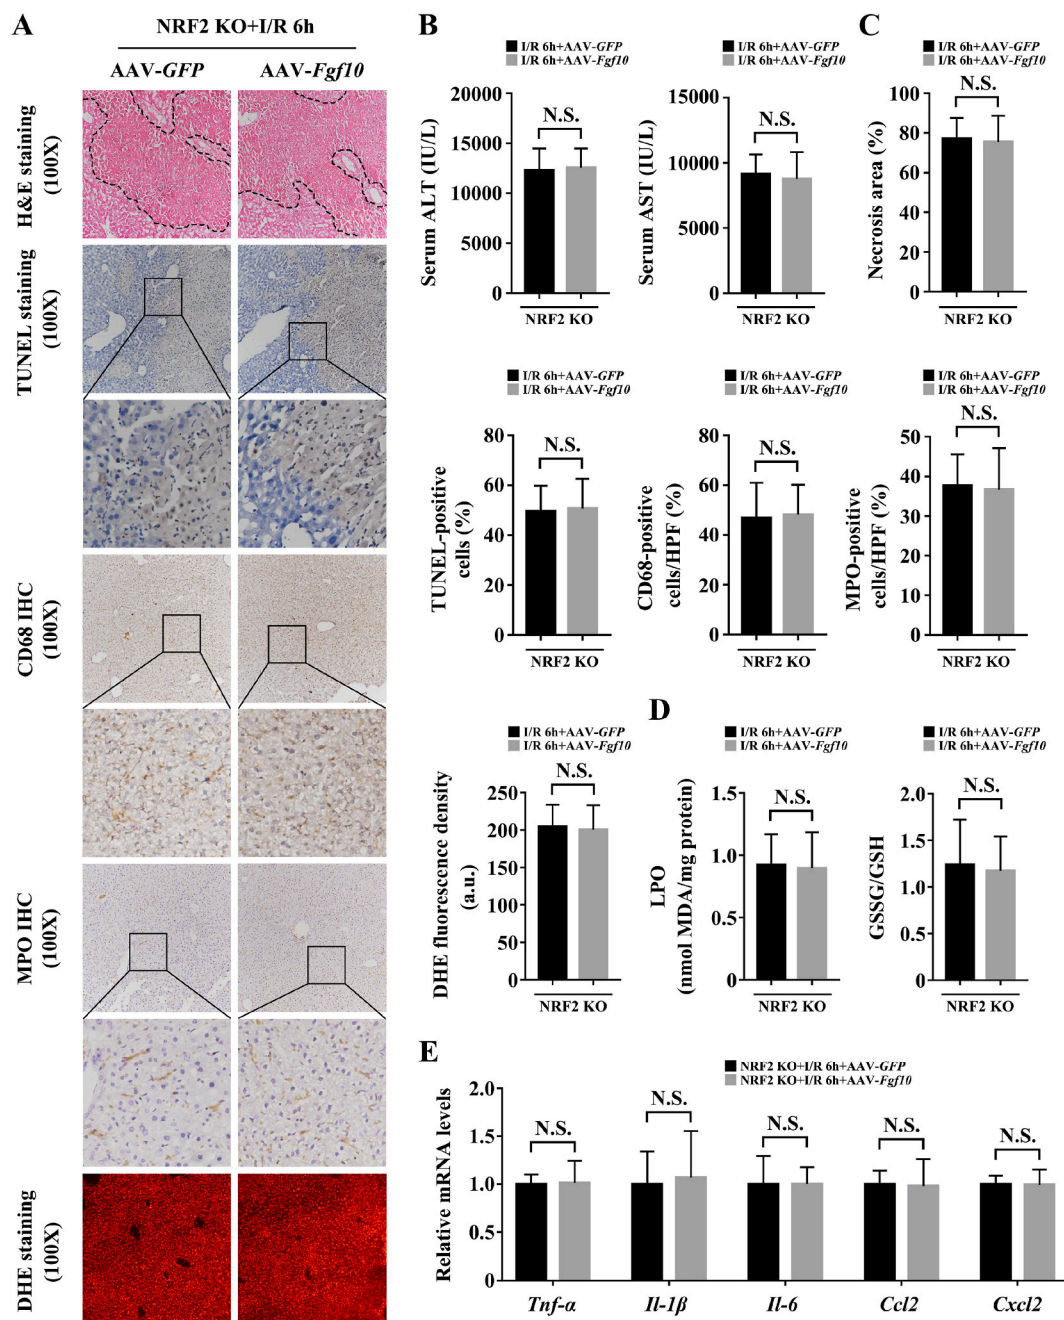 A
NRF2 KO+I/R 6h
AAV-GFP
AAV-Fgf10
H&E staining
(100X)
TUNEL staining
(100X)
CD68 IHC
(100X)
MPO IHC
(100X)
DHE staining
(100X)
B
I/R 6h+AAV-GFP
I/R 6h+AAV-Fgf10
Serum ALT (IU/L)
20000
15000
10000
5000
0
N.S.
NRF2 KO
I/R 6h+AAV-GFP
I/R 6h+AAV-Fgf10
Serum AST (IU/L)
15000
10000
5000
0
N.S.
NRF2 KO
C
I/R 6h+AAV-GFP
I/R 6h+AAV-Fgf10
Necrosis area (%)
100
80
60
40
20
0
N.S.
NRF2 KO
I/R 6h+AAV-GFP
I/R 6h+AAV-Fgf10
TUNEL-positive
cells (%)
80
60
40
20
0
N.S.
NRF2 KO
I/R 6h+AAV-GFP
I/R 6h+AAV-Fgf10
CD68-positive
cells/HPF (%)
80
60
40
20
0
N.S.
NRF2 KO
I/R 6h+AAV-GFP
I/R 6h+AAV-Fgf10
MPO-positive
cells/HPF (%)
50
40
30
20
10
0
N.S.
NRF2 KO
I/R 6h+AAV-GFP
I/R 6h+AAV-Fgf10
DHE fluorescence density
(a.u.)
250
200
150
100
50
0
N.S.
NRF2 KO
D
I/R 6h+AAV-GFP
I/R 6h+AAV-Fgf10
LPO
(nmol MDA/mg protein)
1.5
1.0
0.5
0
N.S.
NRF2 KO
I/R 6h+AAV-GFP
I/R 6h+AAV-Fgf10
GSSG/GSH
2.0
1.5
1.0
0.5
0
N.S.
NRF2 KO
E
NRF2 KO+I/R 6h+AAV-GFP
NRF2 KO+I/R 6h+AAV-Fgf10
Relative mRNA levels
2.0
1.5
1.0
0.5
0
N.S.
N.S.
N.S.
N.S.
N.S.
Tnf-α
Il-1β
Il-6
Ccl2
Cxcl2